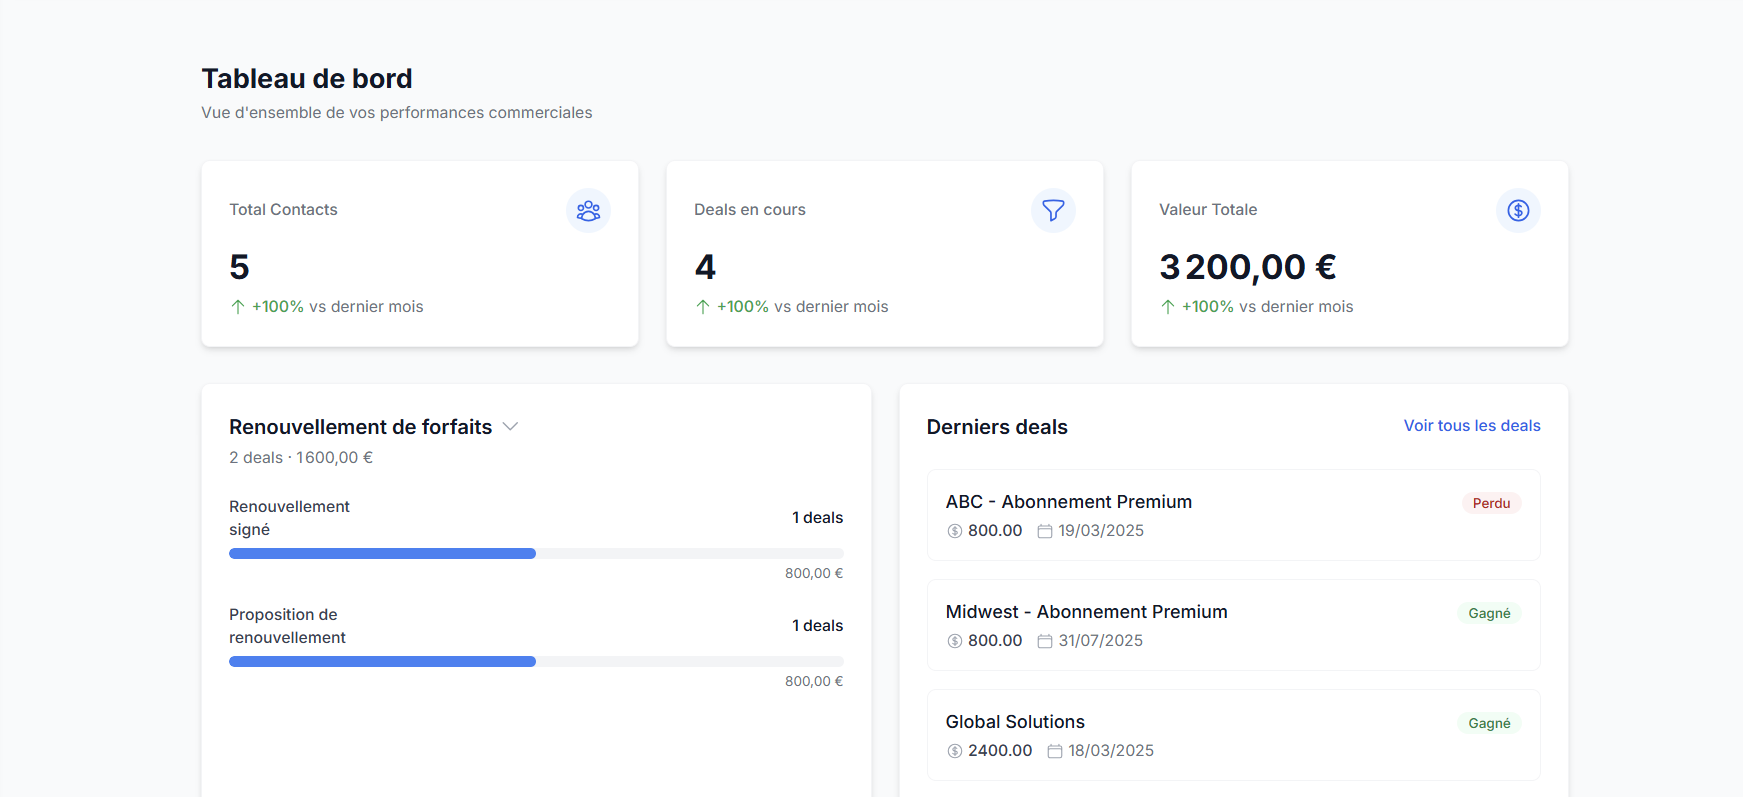 Tableau de bord
Vue d'ensemble de vos performances commerciales
Total Contacts
5
+100% vs dernier mois
Deals en cours
4
+100% vs dernier mois
Valeur Totale
3 200,00 €
+100% vs dernier mois
Renouvellement de forfaits
2 deals · 1 600,00 €
Renouvellement
signé
1 deals
800,00 €
Proposition de
renouvellement
1 deals
800,00 €
Derniers deals
Voir tous les deals
ABC - Abonnement Premium
Perdu
800.00 19/03/2025
Midwest - Abonnement Premium
Gagné
800.00 31/07/2025
Global Solutions
Gagné
2400.00 18/03/2025